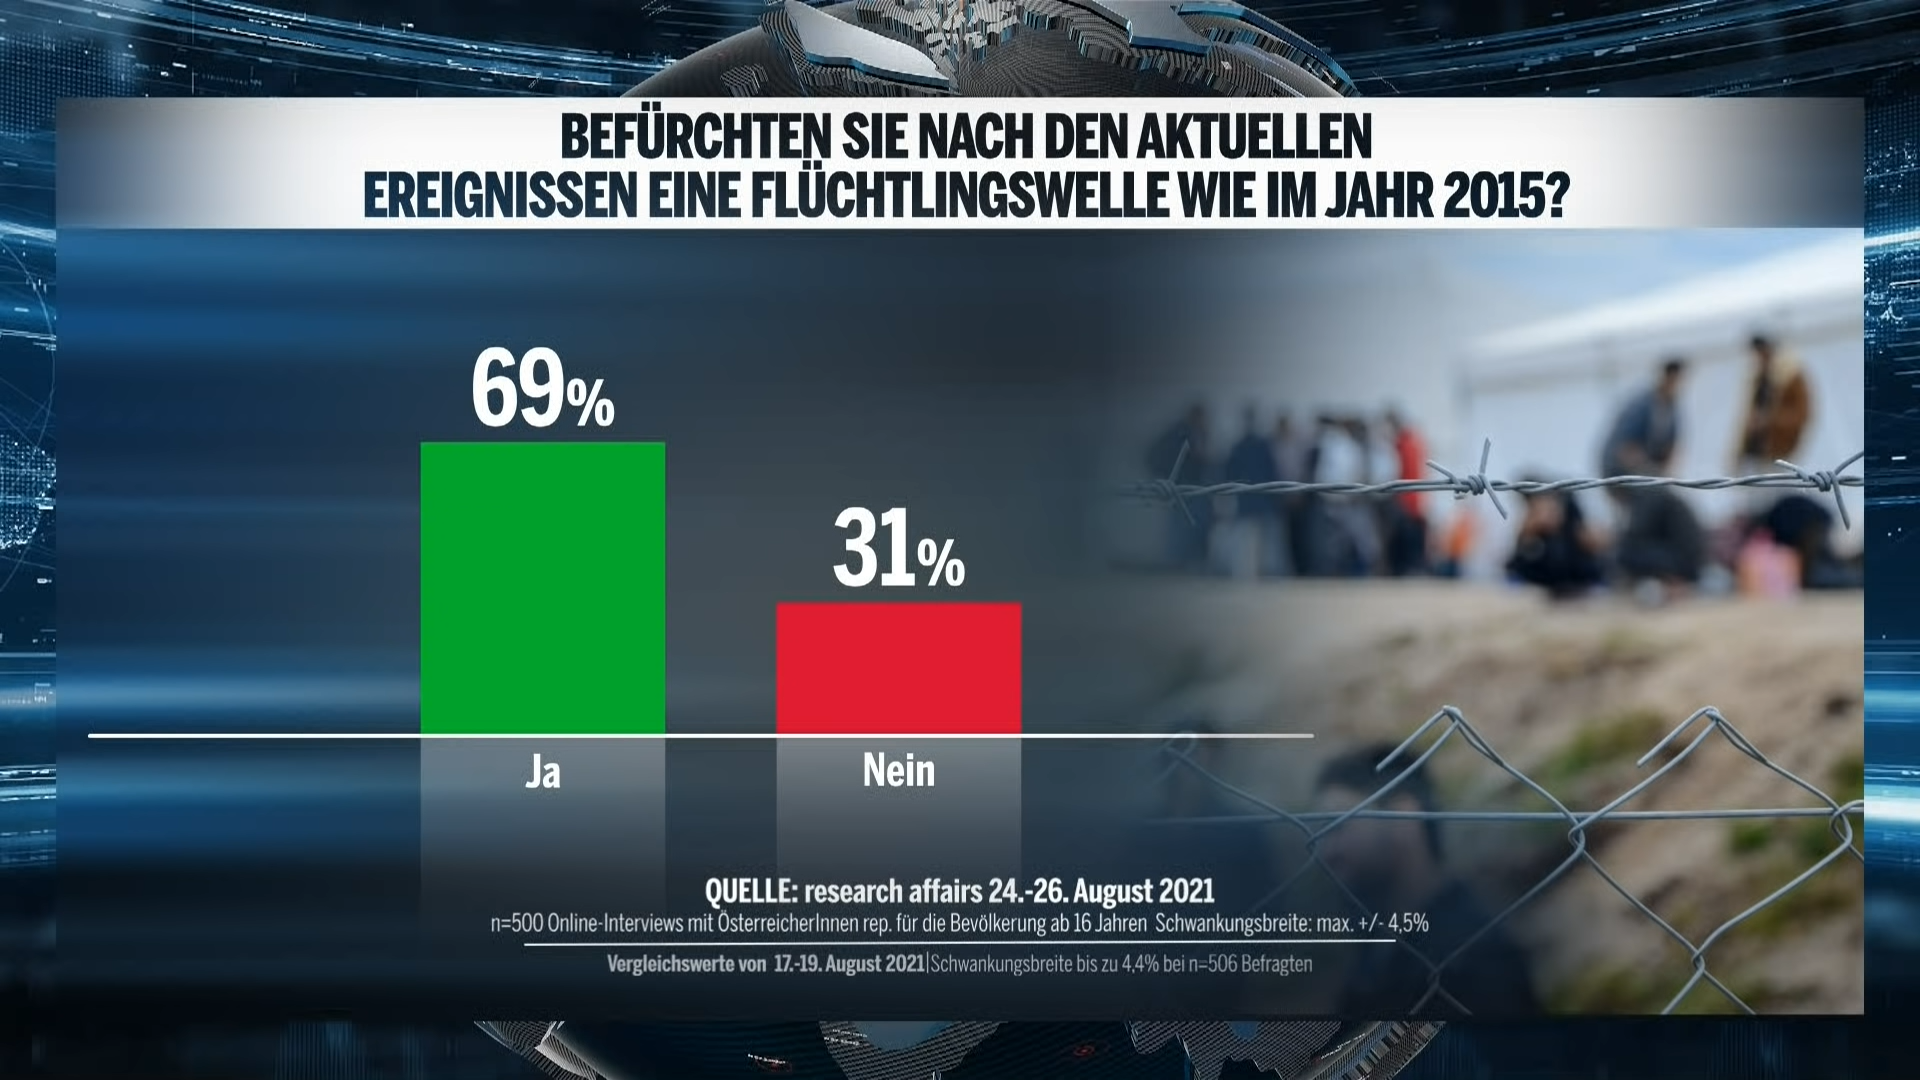 BEFÜRCHTEN SIE NACH DEN AKTUELLEN
EREIGNISSEN EINE FLÜCHTLINGSWELLE WIE IM JAHR 2015?
69%
31%
Ja
Nein
QUELLE: research affairs 24.-26. August 2021
n=500 Online-Interviews mit ÖsterreicherInnen rep. für die Bevölkerung ab 16 Jahren Schwankungsbreite: max. +/- 4,5%
Vergleichswerte von 17.-19. August 2021|Schwankungsbreite bis zu 4,4% bei n=506 Befragten